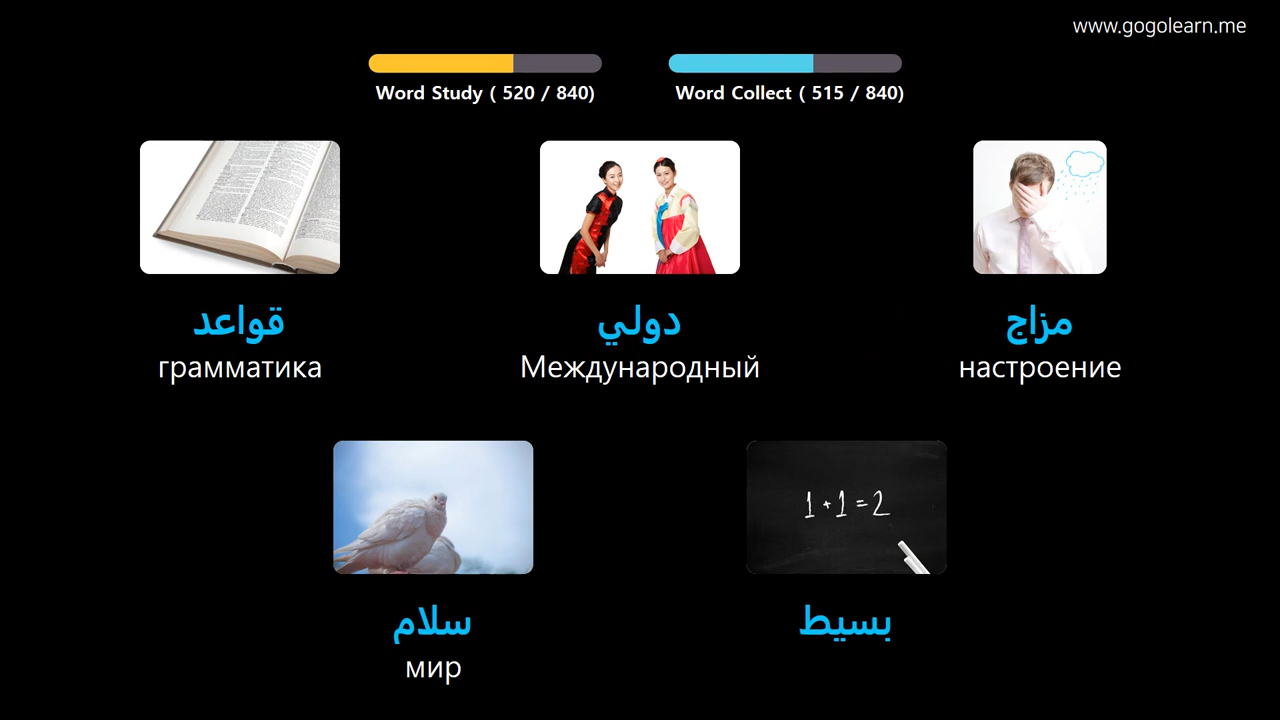 www.gogolearn.me
Word Study ( 520 / 840)
Word Collect ( 515 / 840)
قواعد
грамматика
دولي
Международный
مزاج
настроение
سلام
мир
1+1=2
بسيط